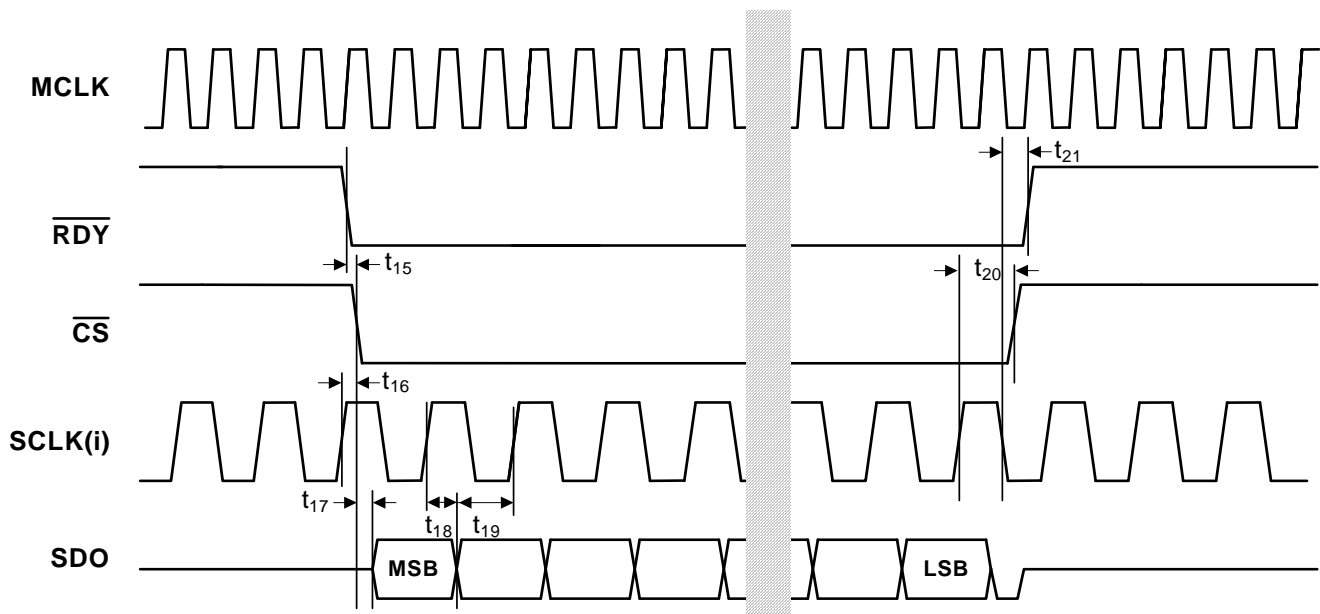 MCLK
t21
RDY
t15
t20
CS
t16
SCLK(i)
t17
t18
t19
SDO
MSB
LSB